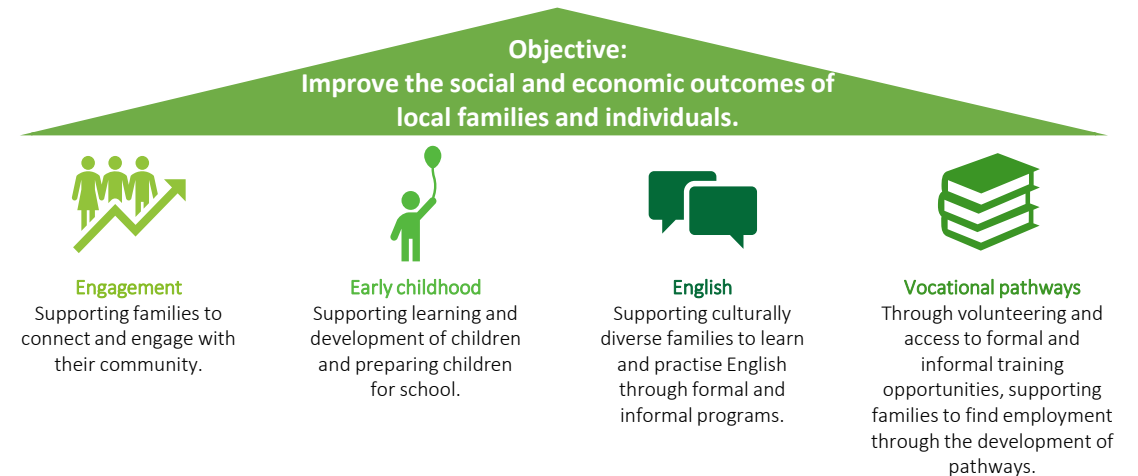 Objective:
Improve the social and economic outcomes of
local families and individuals.
Engagement
Supporting families to
connect and engage with
their community.
Early childhood
Supporting learning and
development of children
and preparing children
for school.
English
Supporting culturally
diverse families to learn
and practise English
through formal and
informal programs.
Vocational pathways
Through volunteering and
access to formal and
informal training
opportunities, supporting
families to find employment
through the development of
pathways.